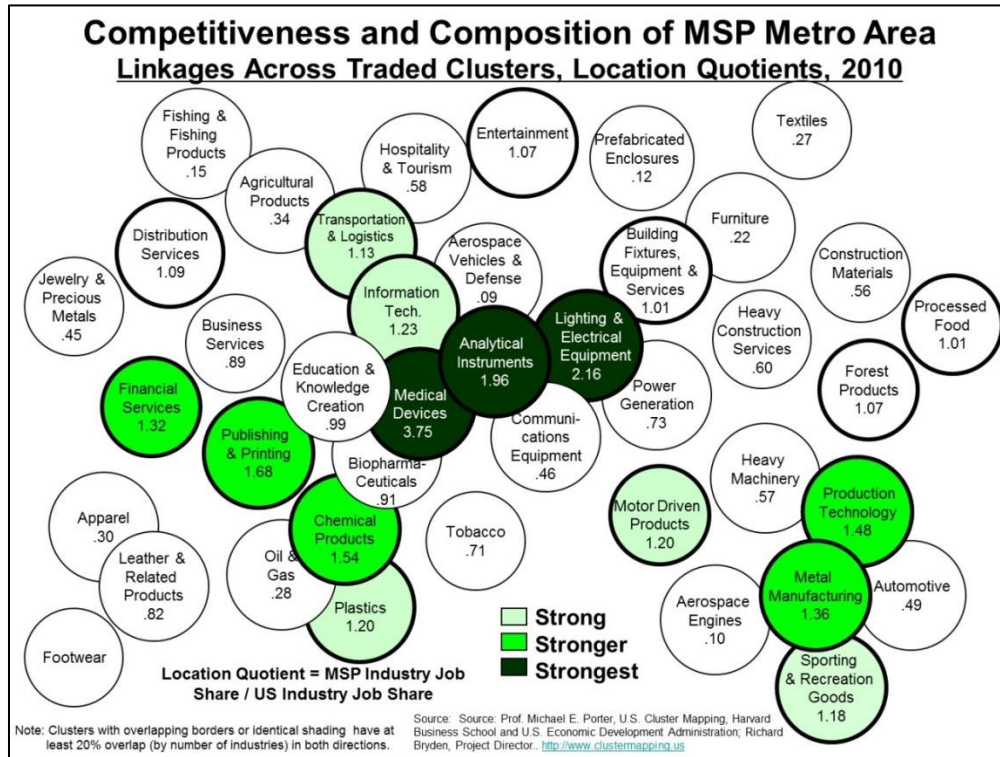 Competitiveness and Composition of MSP Metro Area
Linkages Across Traded Clusters, Location Quotients, 2010
Fishing &
Fishing
Products
.15
Agricultural
Products
.34
Hospitality
& Tourism
.58
Entertainment
1.07
Prefabricated
Enclosures
.12
Textiles
.27
Transportation
& Logistics
1.13
Distribution
Services
1.09
Furniture
.22
Building
Fixtures,
Equipment &
Services
1.01
Aerospace
Vehicles &
Defense
.09
Construction
Materials
.56
Jewelry &
Precious
Metals
.45
Information
Tech.
1.23
Business
Services
.89
Analytical
Instruments
1.96
Lighting &
Electrical
Equipment
2.16
Heavy
Construction
Services
.60
Processed
Food
1.01
Education &
Knowledge
Creation
.99
Medical
Devices
3.75
Power
Generation
.73
Forest
Products
1.07
Financial
Services
1.32
Publishing
& Printing
1.68
Communi-
cations
Equipment
.46
Biopharma-
Ceuticals
.91
Heavy
Machinery
.57
Production
Technology
1.48
Motor Driven
Products
1.20
Apparel
.30
Chemical
Products
1.54
Tobacco
.71
Leather &
Related
Products
.82
Oil &
Gas
.28
Plastics
1.20
Metal
Manufacturing
1.36
Automotive
.49
Aerospace
Engines
.10
Footwear
Sporting
& Recreation
Goods
1.18
Strong
Stronger
Strongest
Location Quotient = MSP Industry Job
Share / US Industry Job Share
Note: Clusters with overlapping borders or identical shading have at
least 20% overlap (by number of industries) in both directions.
Source: Source: Prof. Michael E. Porter, U.S. Cluster Mapping, Harvard
Business School and U.S. Economic Development Administration; Richard
Bryden, Project Director.. http://www.clustermapping.us